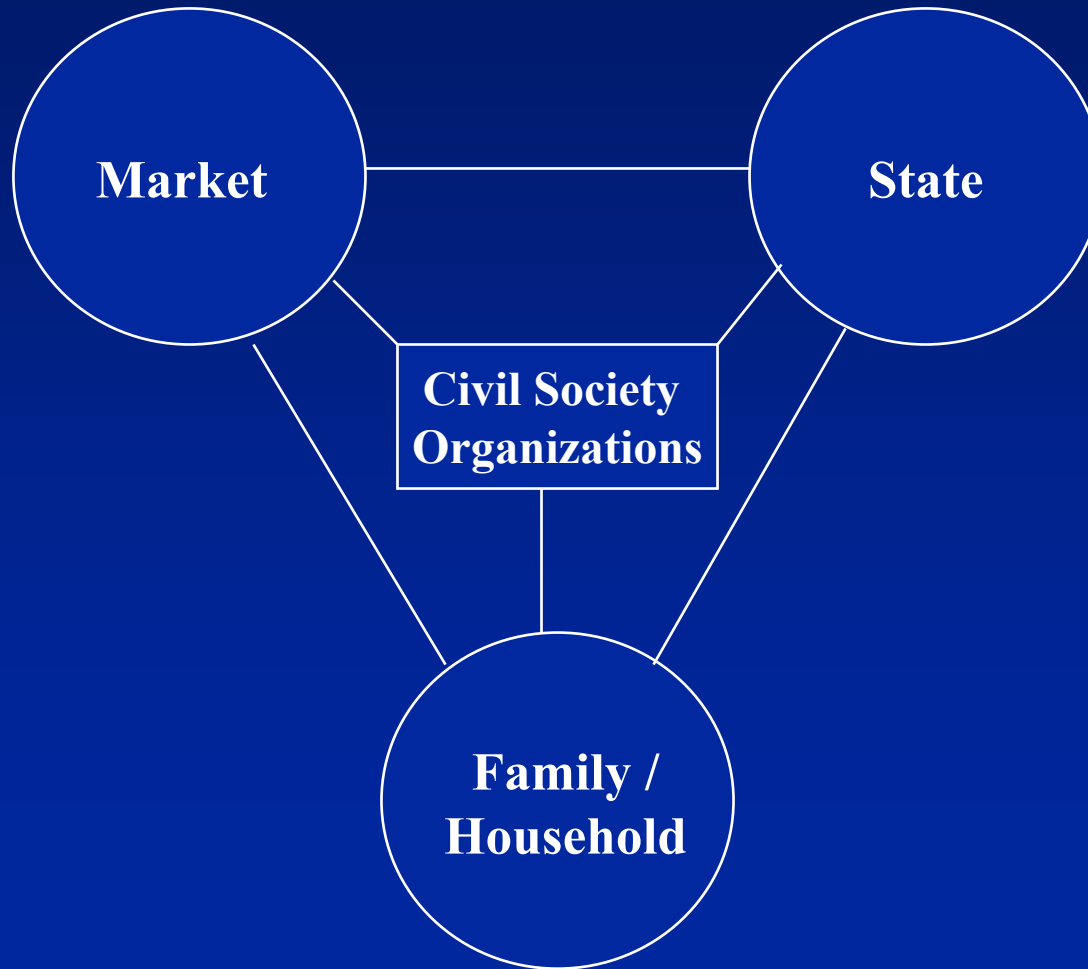 Market
State
Civil Society
Organizations
Family /
Household